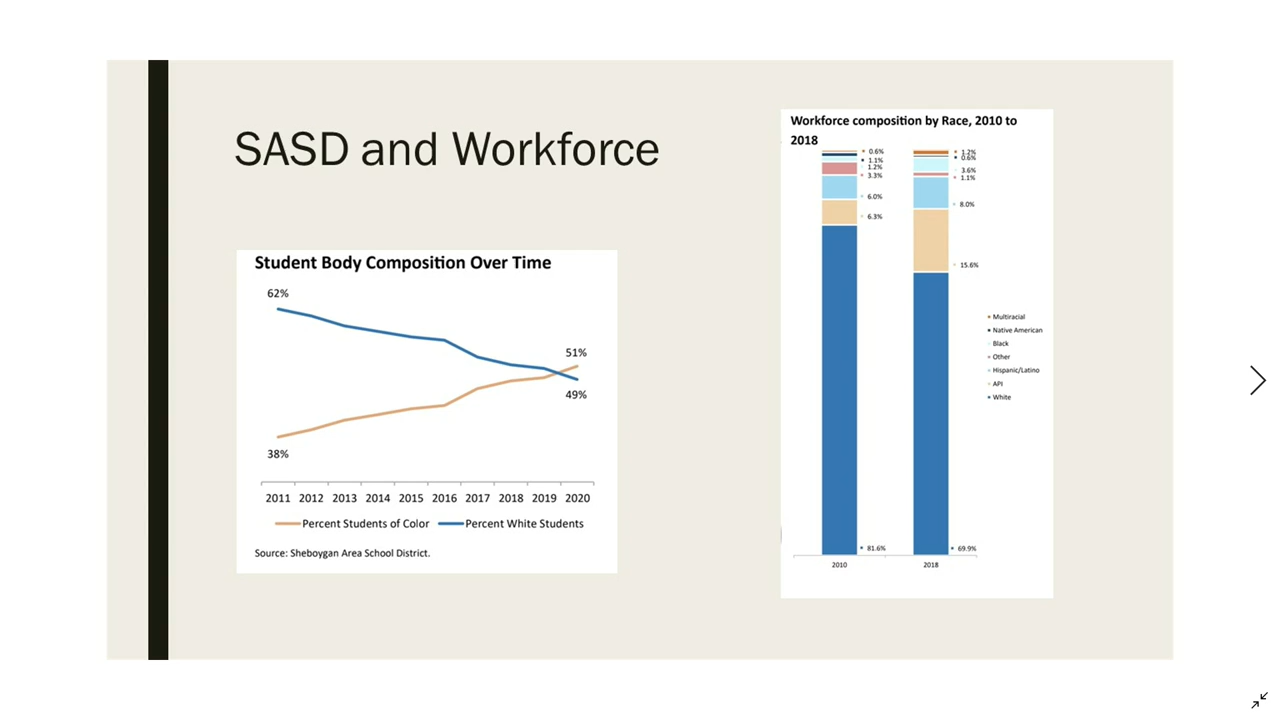 SASD and Workforce
Student Body Composition Over Time
62%
51%
49%
38%
2011 2012 2013 2014 2015 2016 2017 2018 2019 2020
Percent Students of Color Percent White Students
Source: Sheboygan Area School District.
Workforce composition by Race, 2010 to
2018
0.6%
1.1%
1.2%
3.3%
6.0%
6.3%
81.6%
1.2%
0.6%
3.6%
1.1%
8.0%
15.6%
69.9%
2010 2018
Multiracial
Native American
Black
Other
Hispanic/Latino
API
White